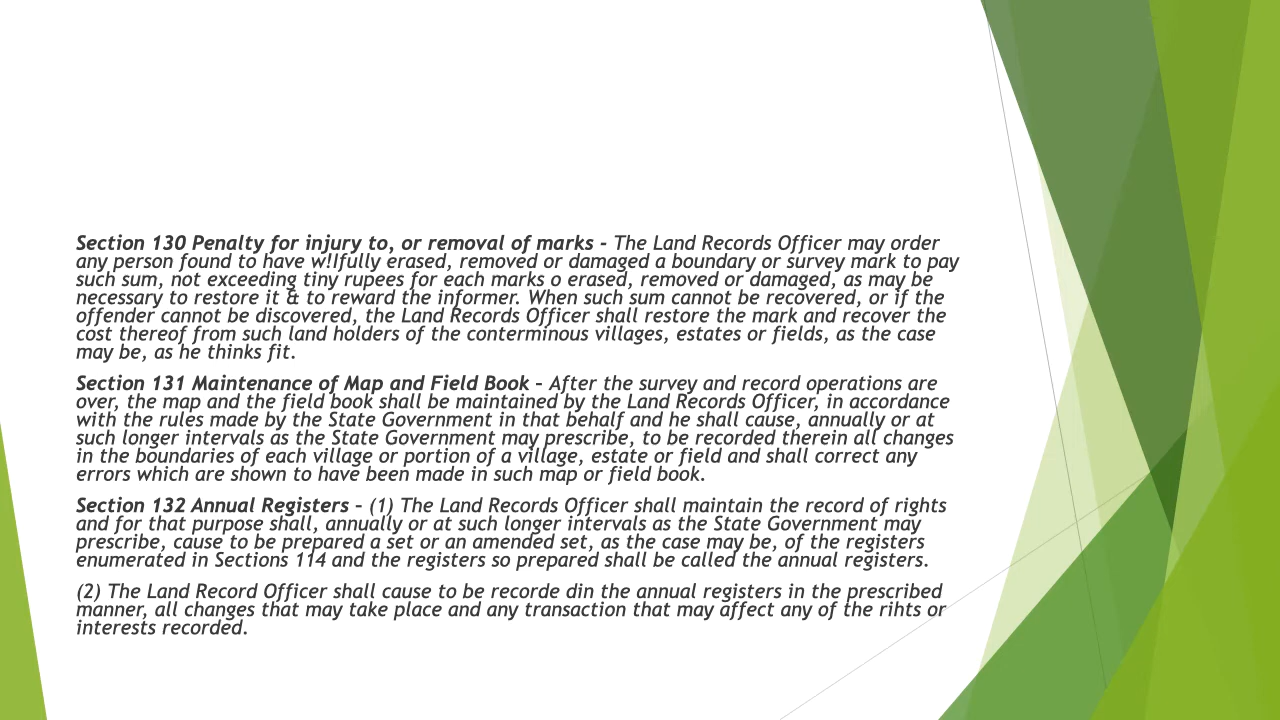 Section 130 Penalty for injury to, or removal of marks - The Land Records Officer may order
any person found to have w!Ifully erased, removed or damaged a boundary or survey mark to pay
such sum, not exceeding tiny rupees for each marks o erased, removed or damaged, as may be
necessary to restore it & to reward the informer. When such sum cannot be recovered, or if the
offender cannot be discovered, the Land Records Officer shall restore the mark and recover the
cost thereof from such land holders of the conterminous villages, estates or fields, as the case
may be, as he thinks fit.
Section 131 Maintenance of Map and Field Book – After the survey and record operations are
over, the map and the field book shall be maintained by the Land Records Officer, in accordance
with the rules made by the State Government in that behalf and he shall cause, annually or at
such longer intervals as the State Government may prescribe, to be recorded therein all changes
in the boundaries of each village or portion of a village, estate or field and shall correct any
errors which are shown to have been made in such map or field book.
Section 132 Annual Registers – (1) The Land Records Officer shall maintain the record of rights
and for that purpose shall, annually or at such longer intervals as the State Government may
prescribe, cause to be prepared a set or an amended set, as the case may be, of the registers
enumerated in Sections 114 and the registers so prepared shall be called the annual registers.
(2) The Land Record Officer shall cause to be recorde din the annual registers in the prescribed
manner, all changes that may take place and any transaction that may affect any of the rihts or
interests recorded.